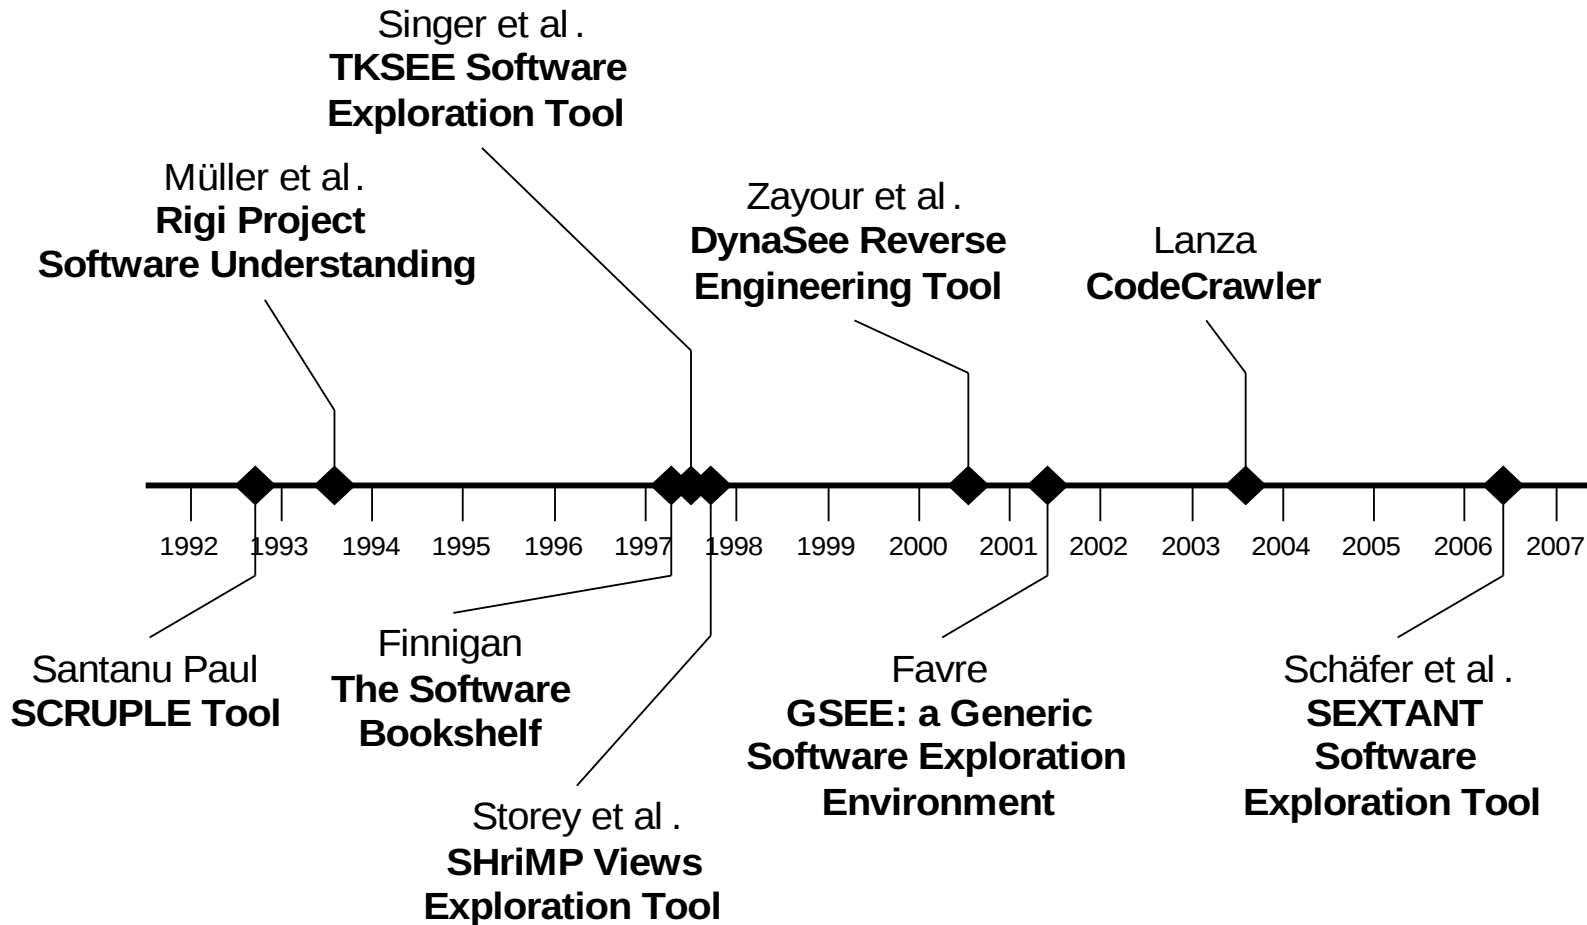 Singer et al.
TKSEE Software
Exploration Tool
Müller et al.
Rigi Project
Software Understanding
Zayour et al.
DynaSee Reverse
Engineering Tool
Lanza
CodeCrawler
1992 1993 1994 1995 1996 1997 1998 1999 2000 2001 2002 2003 2004 2005 2006 2007
Santanu Paul
SCRUPLE Tool
Finnigan
The Software
Bookshelf
Storey et al.
SHriMP Views
Exploration Tool
Favre
GSEE: a Generic
Software Exploration
Environment
Schäfer et al.
SEXTANT
Software
Exploration Tool